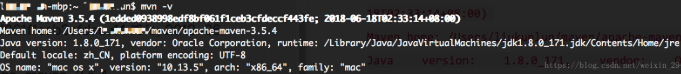 mvn -v
Apache Maven 3.5.4 (1edded0938998edf8bf061f1ceb3cfdeccf443fe; 2018-06-18T02:33:14+08:00)
Maven home: /Users/ /maven/apache-maven-3.5.4
Java version: 1.8.0_171, vendor: Oracle Corporation, runtime: /Library/Java/JavaVirtualMachines/jdk1.8.0_171.jdk/Contents/Home/jre
Default locale: zh_CN, platform encoding: UTF-8
OS name: "mac os x", version: "10.13.5", arch: "x86_64", family: "mac"